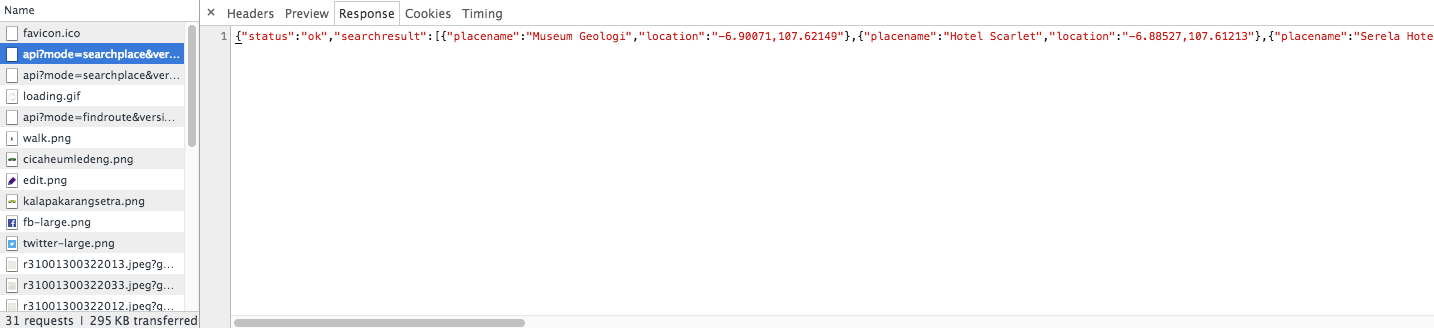 Name
× Headers Preview Response Cookies Timing
favicon.ico
api?mode=searchplace&ver...
api?mode=searchplace&ver...
loading.gif
api?mode=findroute&versi...
walk.png
cicaheumledeng.png
edit.png
kalapakarangsetra.png
fb-large.png
twitter-large.png
r31001300322013.jpeg?g...
r31001300322033.jpeg?g...
r31001300322012.jpeg?g...
31 requests | 295 KB transferred
1 {"status":"ok","searchresult":[{"placename":"Museum Geologi","location":"-6.90071,107.62149"},{"placename":"Hotel Scarlet","location":"-6.88527,107.61213"},{"placename":"Serela Hote